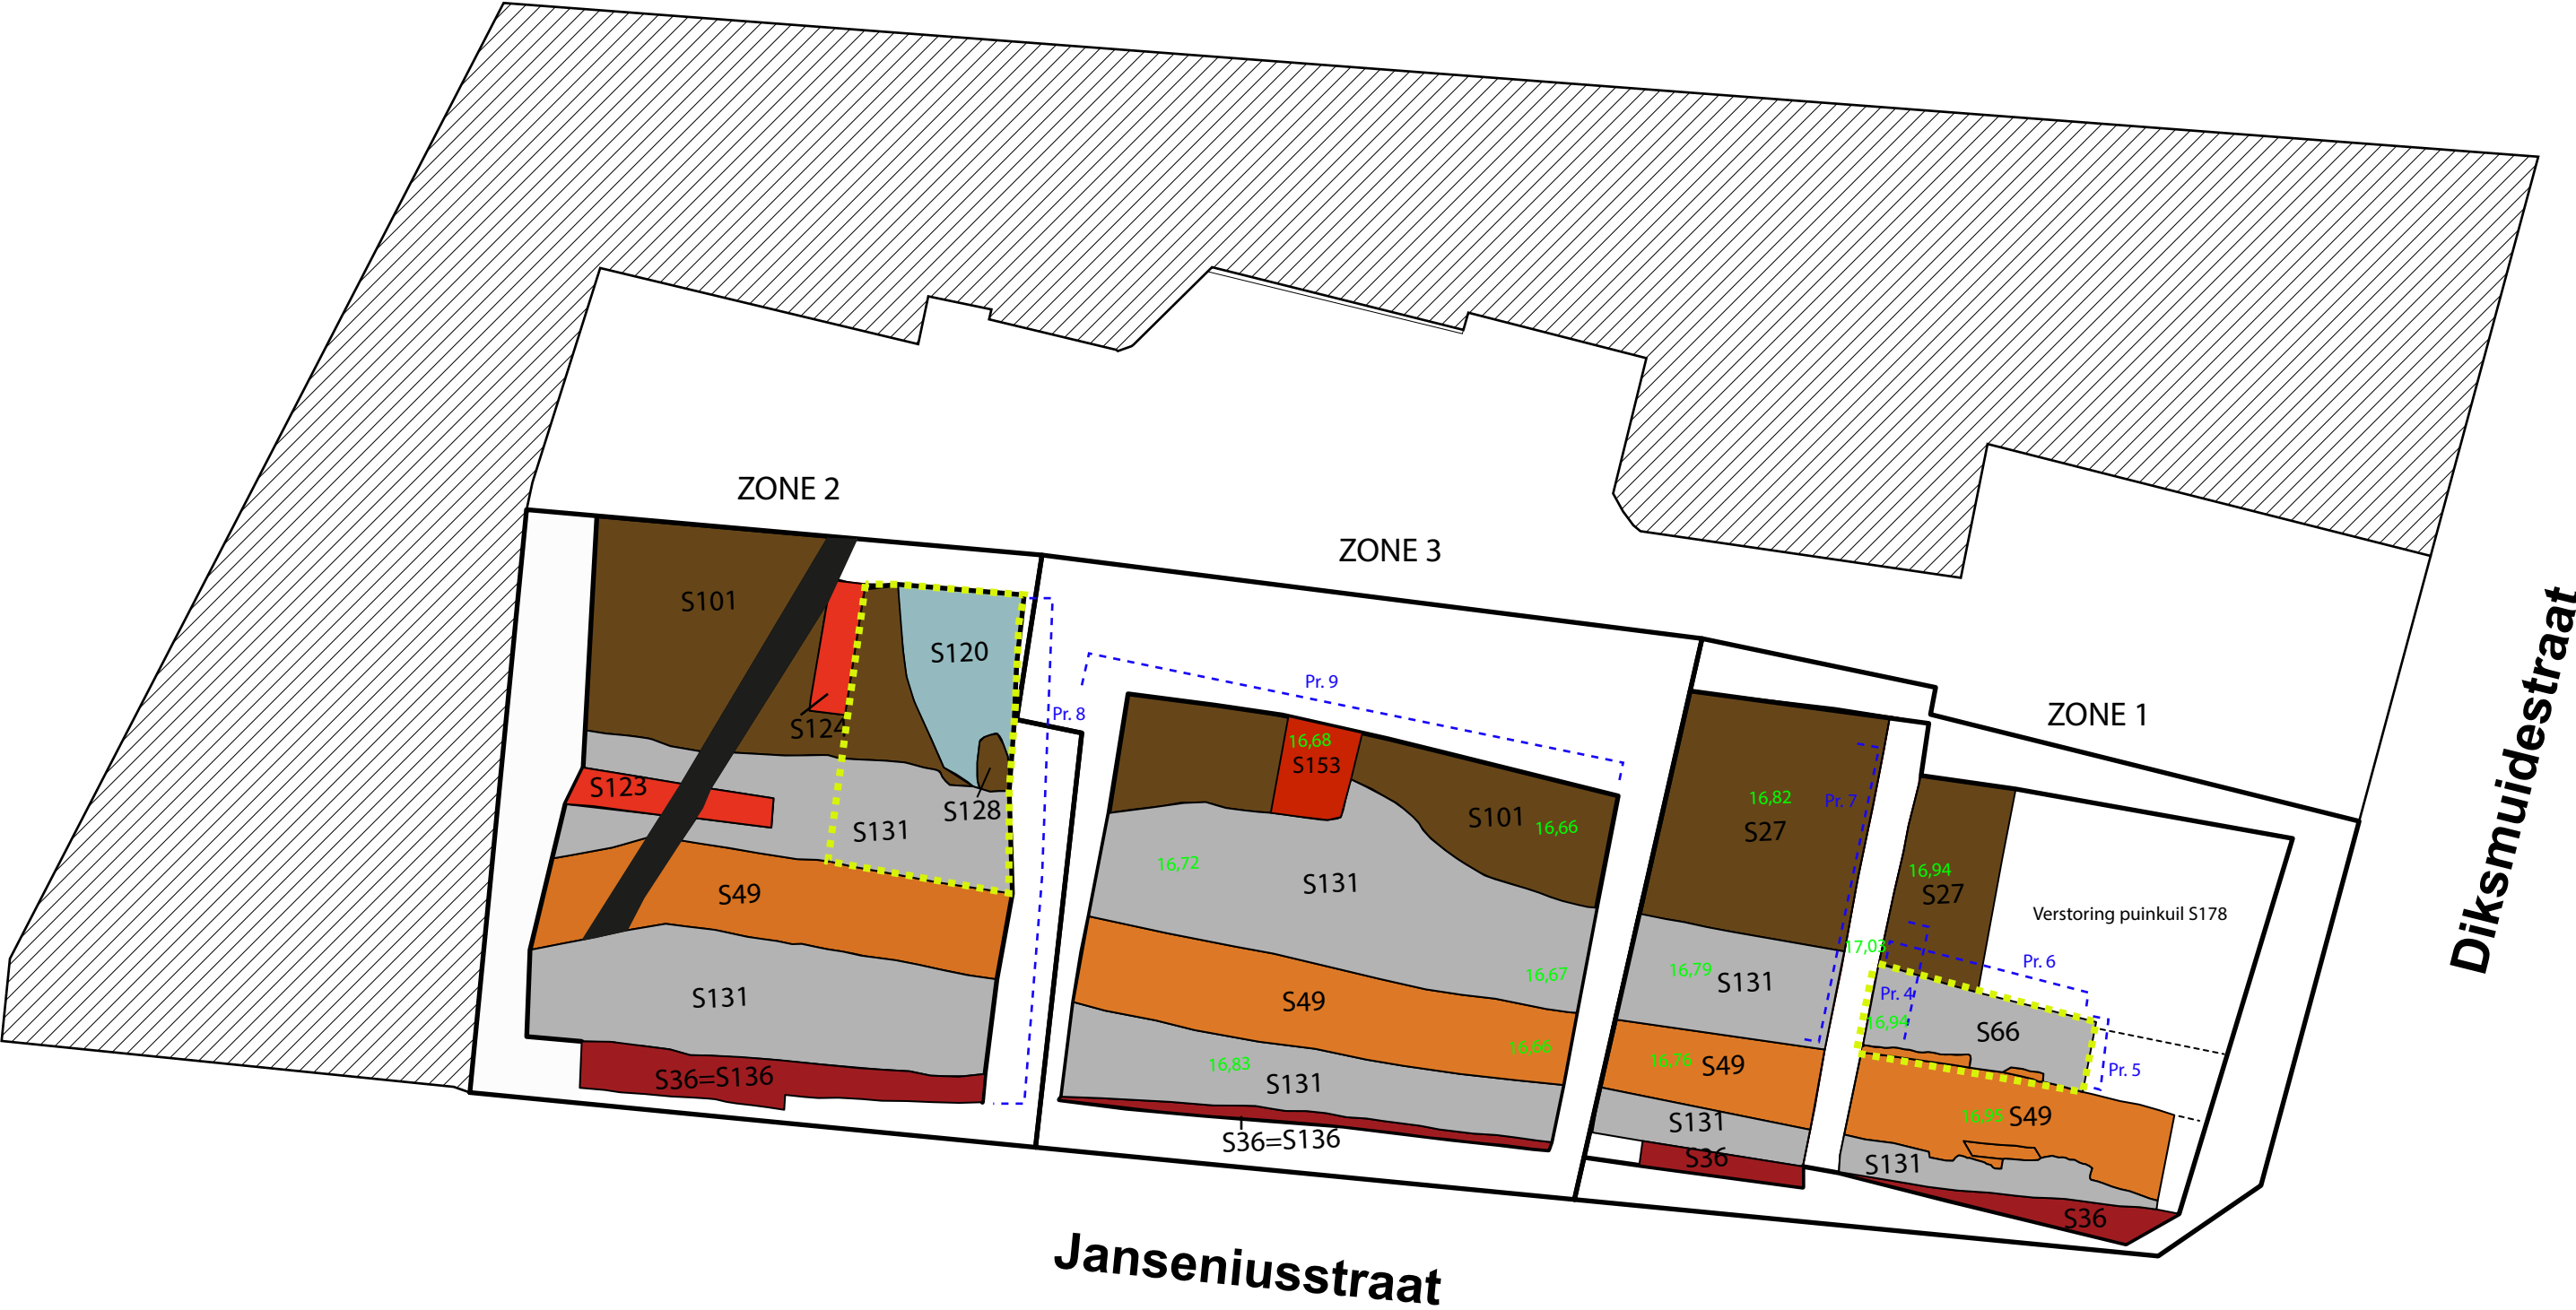 ZONE 2
ZONE 3
ZONE 1
Diksmuidestraat
S101
S120
S124
S123
S128
S131
S49
S131
S36=S136
Pr. 8
Pr. 9
16,68
S153
S101
16,66
16,72
S131
16,67
S49
16,66
16,83
S131
S36=S136
16,82
S27
Pr. 7
16,79
S131
16,76
S49
S131
S36
16,94
S27
Verstoring puinkuil S178
17,03
Pr. 6
Pr. 4
16,94
S66
Pr. 5
16,95
S49
S131
S36
Janseniusstraat